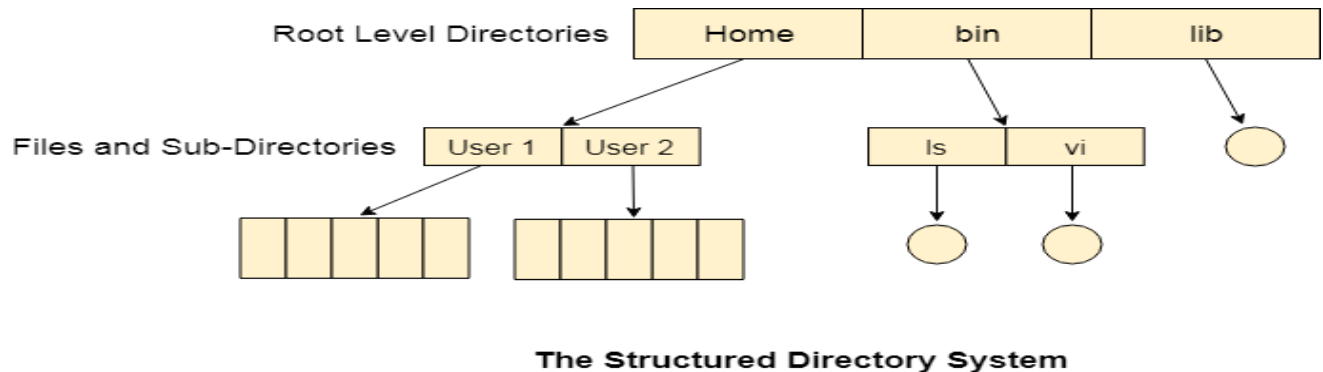 Root Level Directories Home bin lib
Files and Sub-Directories User 1 User 2 ls vi
The Structured Directory System